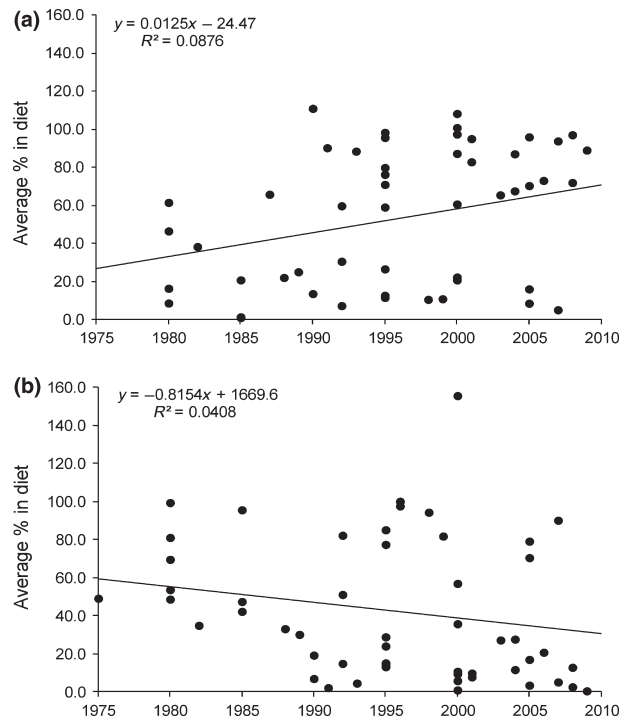 (a)
160.0
y = 0.0125x − 24.47
R² = 0.0876
140.0
120.0
100.0
80.0
60.0
40.0
20.0
0.0
Average % in diet
1975 1980 1985 1990 1995 2000 2005 2010
(b)
160.0
y = −0.8154x + 1669.6
R² = 0.0408
140.0
120.0
100.0
80.0
60.0
40.0
20.0
0.0
Average % in diet
1975 1980 1985 1990 1995 2000 2005 2010